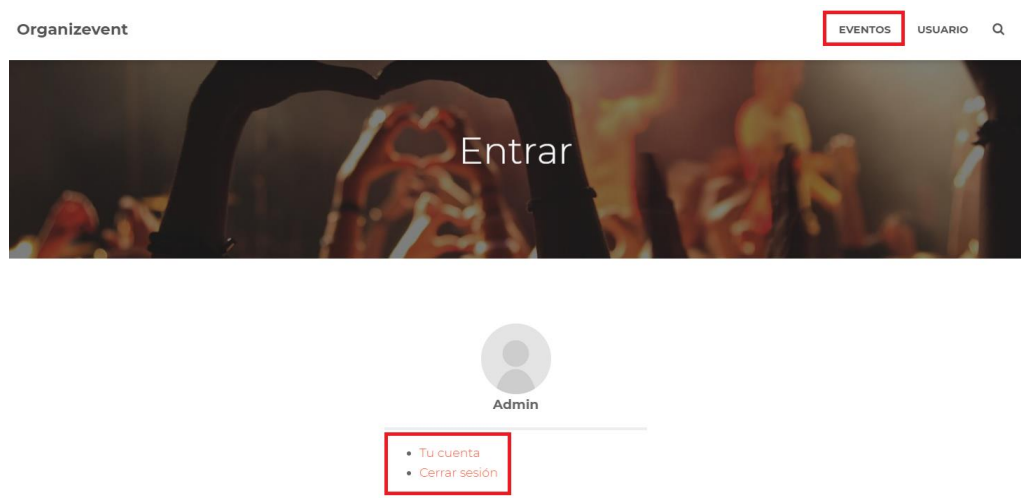 Organizevent
EVENTOS USUARIO
Entrar
Admin
Tu cuenta
Cerrar sesión